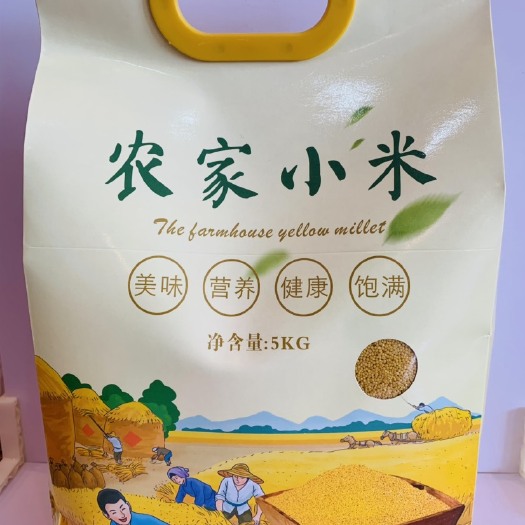 农家小米
The farmhouse yellow millet
美味 营养 健康 饱满
净含量:5KG